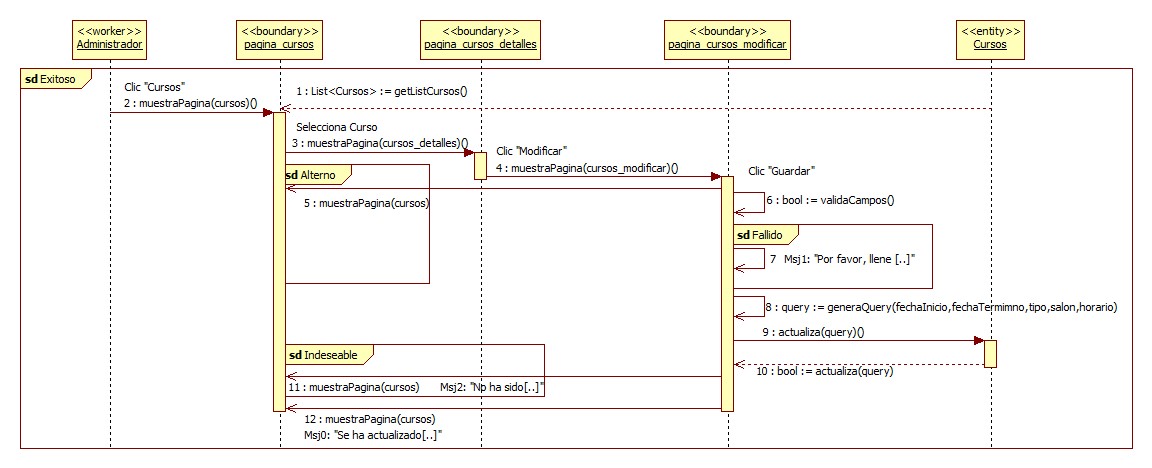 <<worker>>
Administrador
<<boundary>>
pagina_cursos
<<boundary>>
pagina_cursos_detalles
<<boundary>>
pagina_cursos_modificar
<<entity>>
Cursos
sd Exitoso
Clic "Cursos"
1 : List<Cursos> := getListCursos()
2 : muestraPagina(cursos)()
Selecciona Curso
3 : muestraPagina(cursos_detalles)()
Clic "Modificar"
4 : muestraPagina(cursos_modificar)()
sd Alterno
Clic "Guardar"
5 : muestraPagina(cursos)
6 : bool := validaCampos()
sd Fallido
7 Msj1: "Por favor, llene [..]"
8 : query := generaQuery(fechaInicio,fechaTermimno,tipo,salon,horario)
9 : actualiza(query)()
sd Indeseable
10 : bool := actualiza(query)
11 : muestraPagina(cursos) Msj2: "No ha sido[..]"
12 : muestraPagina(cursos)
Msj0: "Se ha actualizado[..]"